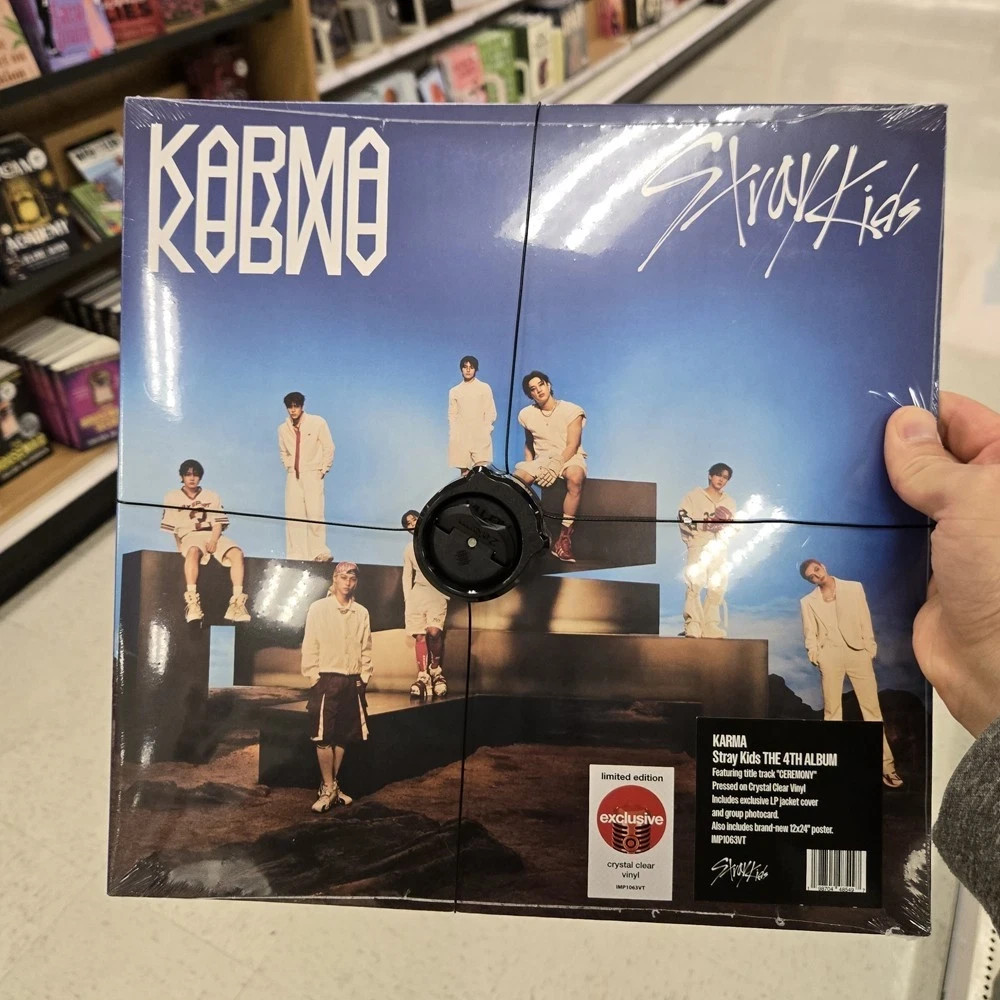 KARMA
KARMA
Stray Kids
KARMA
Stray Kids THE 4TH ALBUM
Featuring title track "CEREMONY"
Pressed on Crystal Clear Vinyl
Includes exclusive LP jacket cover
and group photocard.
Also includes brand-new 12x24" poster.
IMP1063VT
Stray Kids
limited edition
exclusive
crystal clear
vinyl
IMP1063VT